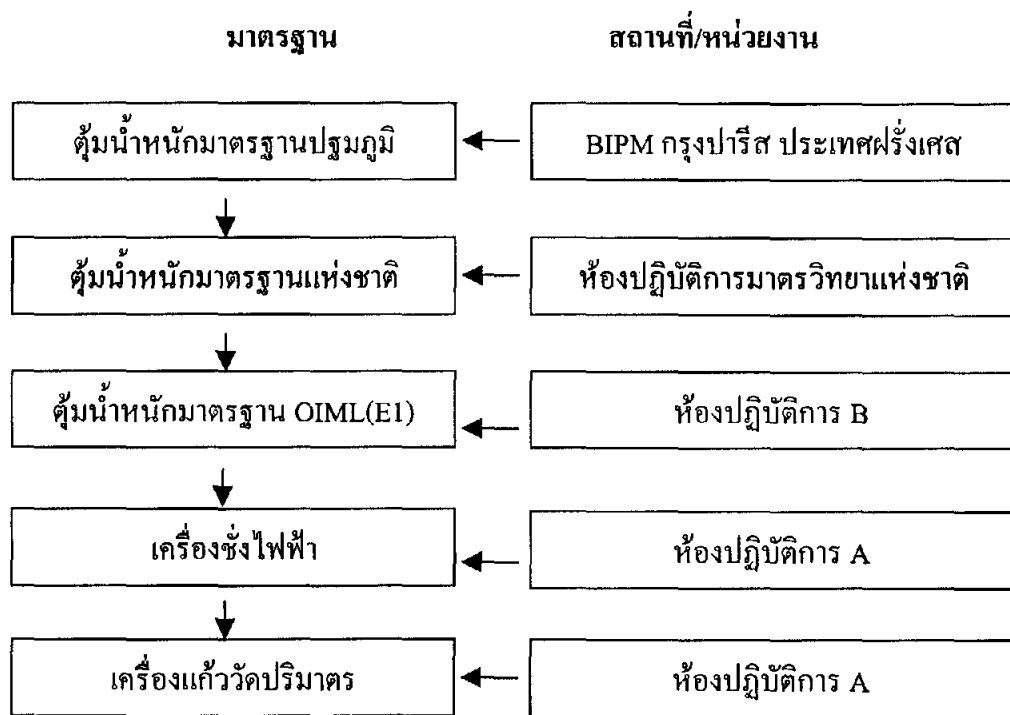 มาตรฐาน สถานที่/หน่วยงาน
ตุ้มน้ำหนักมาตรฐานปฐมภูมิ BIPM กรุงปารีส ประเทศฝรั่งเศส
ตุ้มน้ำหนักมาตรฐานแห่งชาติ ห้องปฏิบัติการมาตรวิทยาแห่งชาติ
ตุ้มน้ำหนักมาตรฐาน OIML(E1) ห้องปฏิบัติการ B
เครื่องชั่งไฟฟ้า ห้องปฏิบัติการ A
เครื่องแก้ววัดปริมาตร ห้องปฏิบัติการ A